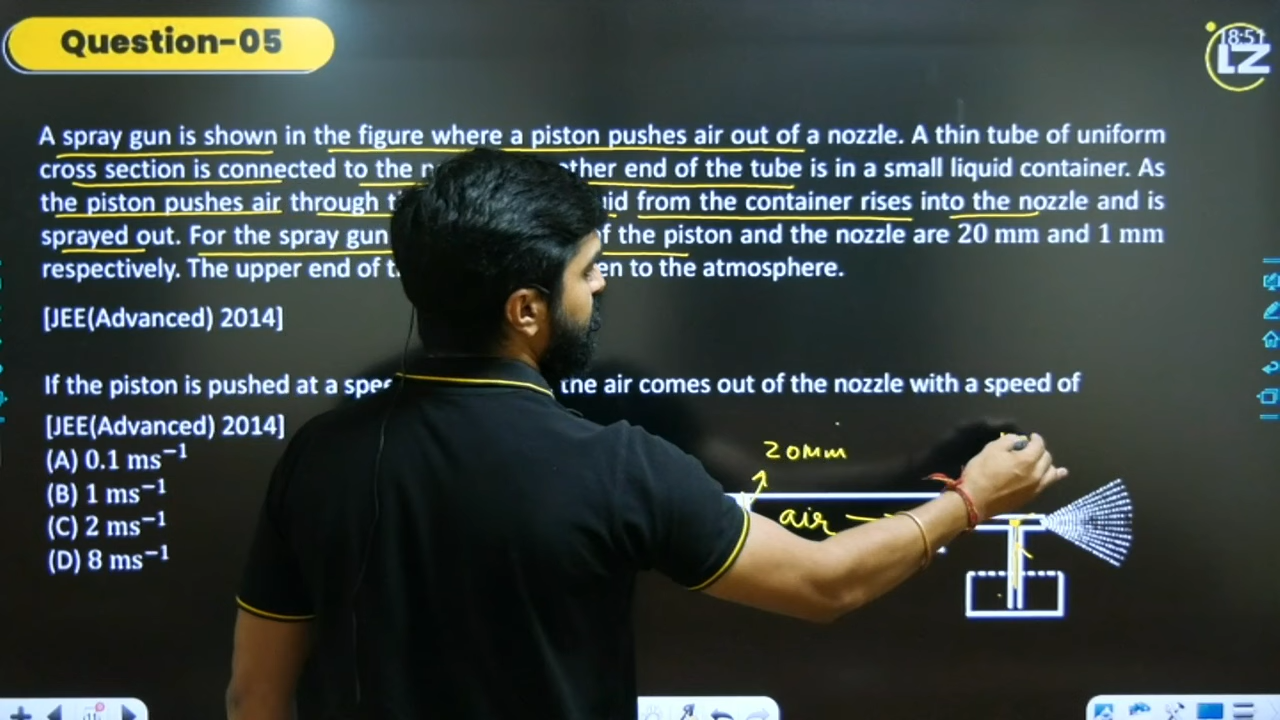 Question-05
18:51
LZ
A spray gun is shown in the figure where a piston pushes air out of a nozzle. A thin tube of uniform
cross section is connected to the other end of the tube is in a small liquid container. As
the piston pushes air through from the container rises into the nozzle and is
sprayed out. For the spray gun of the piston and the nozzle are 20 mm and 1 mm
respectively. The upper end of to the atmosphere.
[JEE(Advanced) 2014]
If the piston is pushed at a the air comes out of the nozzle with a speed of
[JEE(Advanced) 2014]
(A) 0.1 ms⁻¹
(B) 1 ms⁻¹
(C) 2 ms⁻¹
(D) 8 ms⁻¹
20mm
air